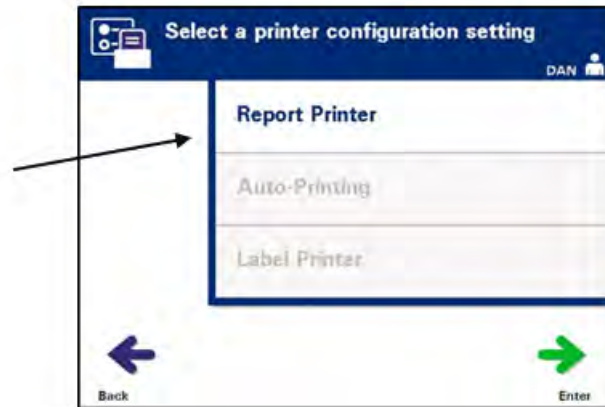 Select a printer configuration setting
DAN
Report Printer
Auto-Printing
Label Printer
Back
Enter